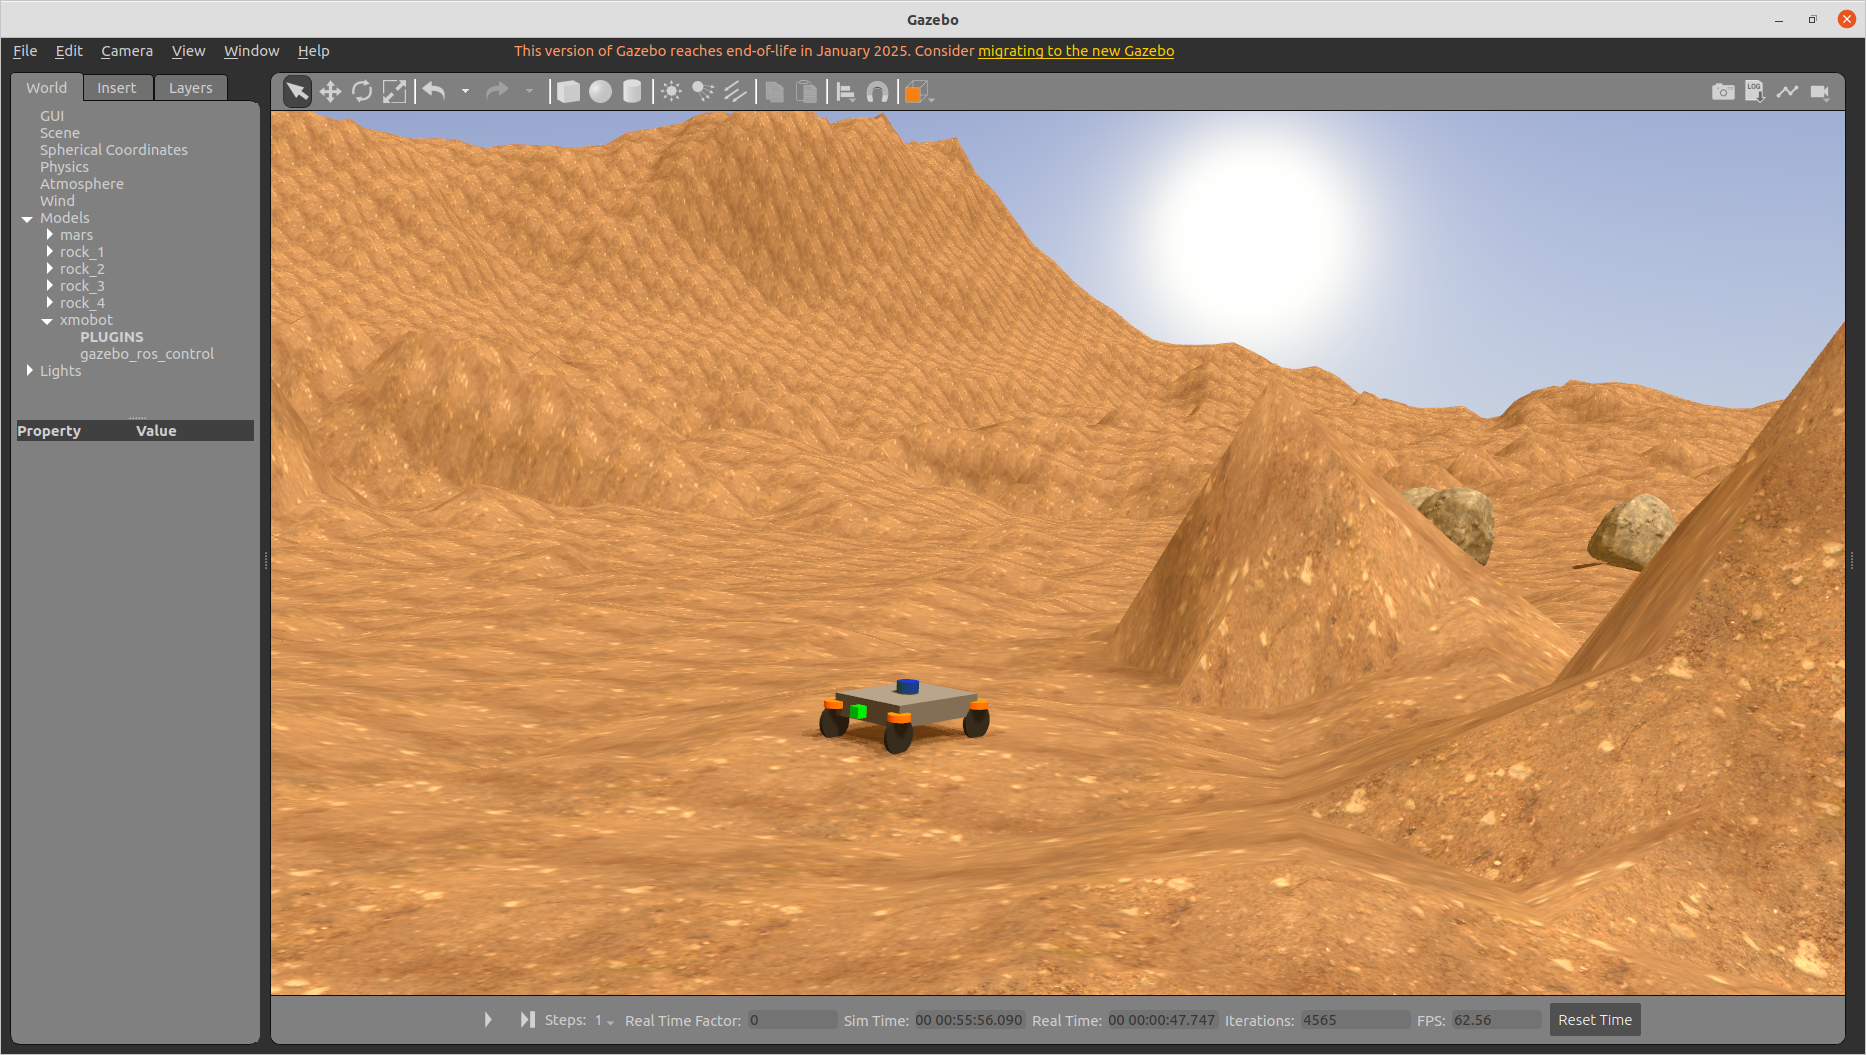 Gazebo
File Edit Camera View Window Help
This version of Gazebo reaches end-of-life in January 2025. Consider migrating to the new Gazebo
World Insert Layers
LOG
GUI
Scene
Spherical Coordinates
Physics
Atmosphere
Wind
Models
mars
rock_1
rock_2
rock_3
rock_4
xmobot
PLUGINS
gazebo_ros_control
Lights
Property Value
Steps: 1 Real Time Factor: 0 Sim Time: 00 00:55:56.090 Real Time: 00 00:00:47.747 Iterations: 4565 FPS: 62.56 Reset Time